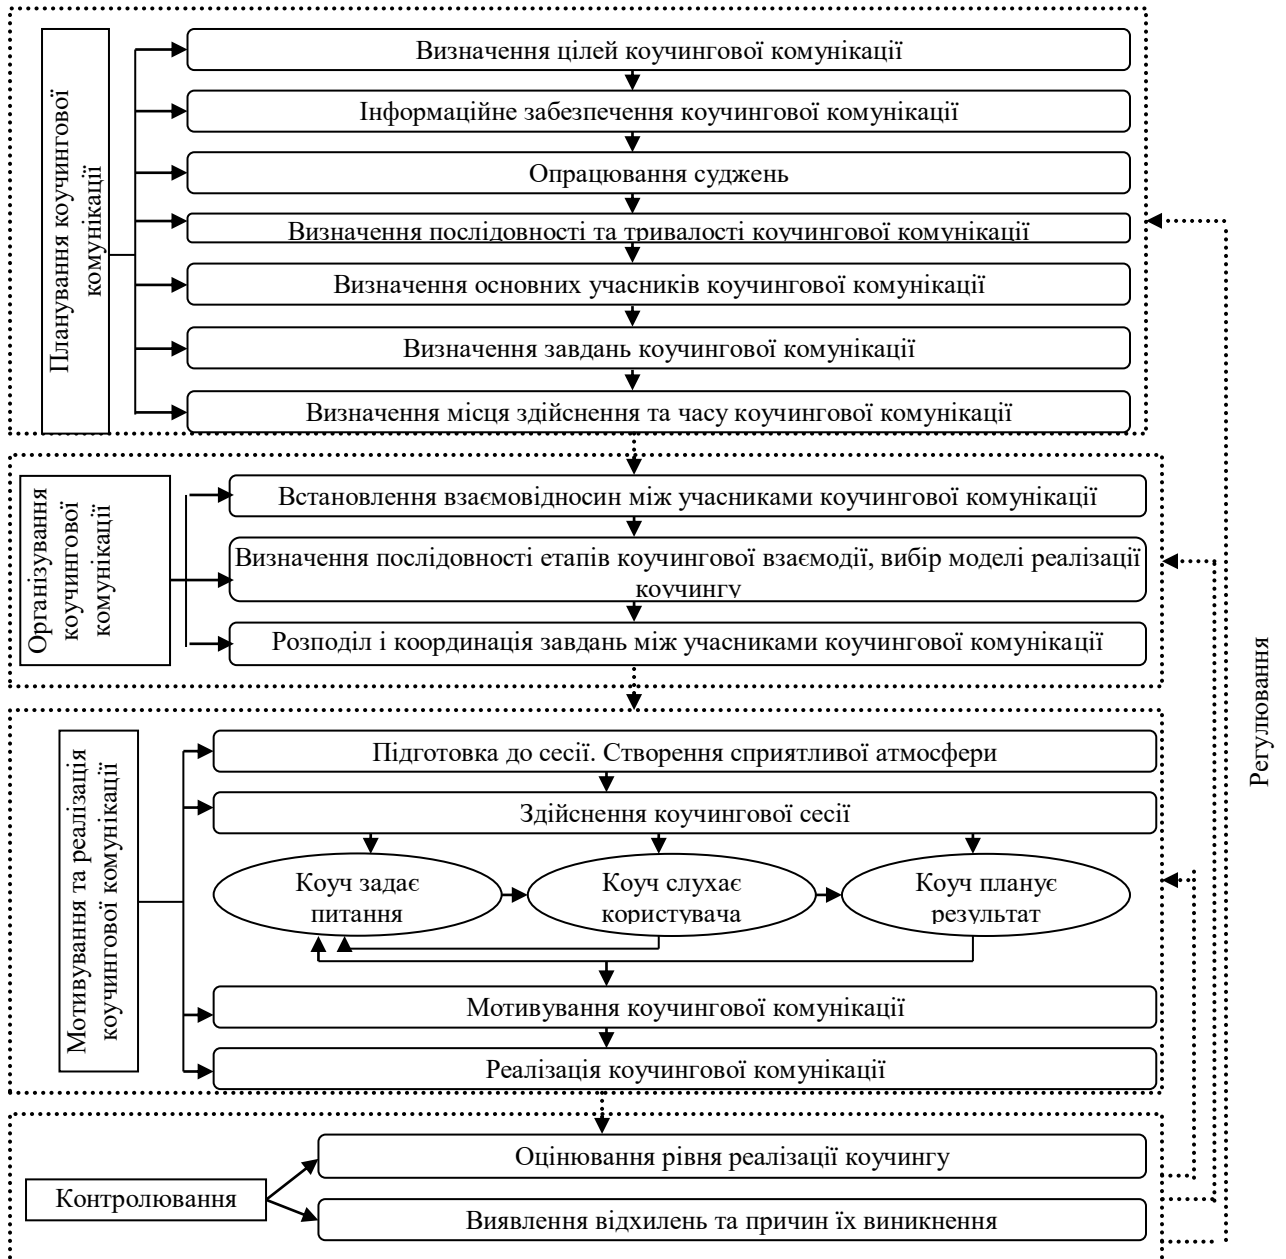 Планування коучингової
комунікації
Визначення цілей коучингової комунікації
Інформаційне забезпечення коучингової комунікації
Опрацювання суджень
Визначення послідовності та тривалості коучингової комунікації
Визначення основних учасників коучингової комунікації
Визначення завдань коучингової комунікації
Визначення місця здійснення та часу коучингової комунікації
Організування
коучингової
комунікації
Встановлення взаємовідносин між учасниками коучингової комунікації
Визначення послідовності етапів коучингової взаємодії, вибір моделі реалізації
коучингу
Розподіл і координація завдань між учасниками коучингової комунікації
Мотивування та реалізація
коучингової комунікації
Підготовка до сесії. Створення сприятливої атмосфери
Здійснення коучингової сесії
Коуч задає
питання
Коуч слухає
користувача
Коуч планує
результат
Мотивування коучингової комунікації
Реалізація коучингової комунікації
Контролювання
Оцінювання рівня реалізації коучингу
Виявлення відхилень та причин їх виникнення
Регулювання